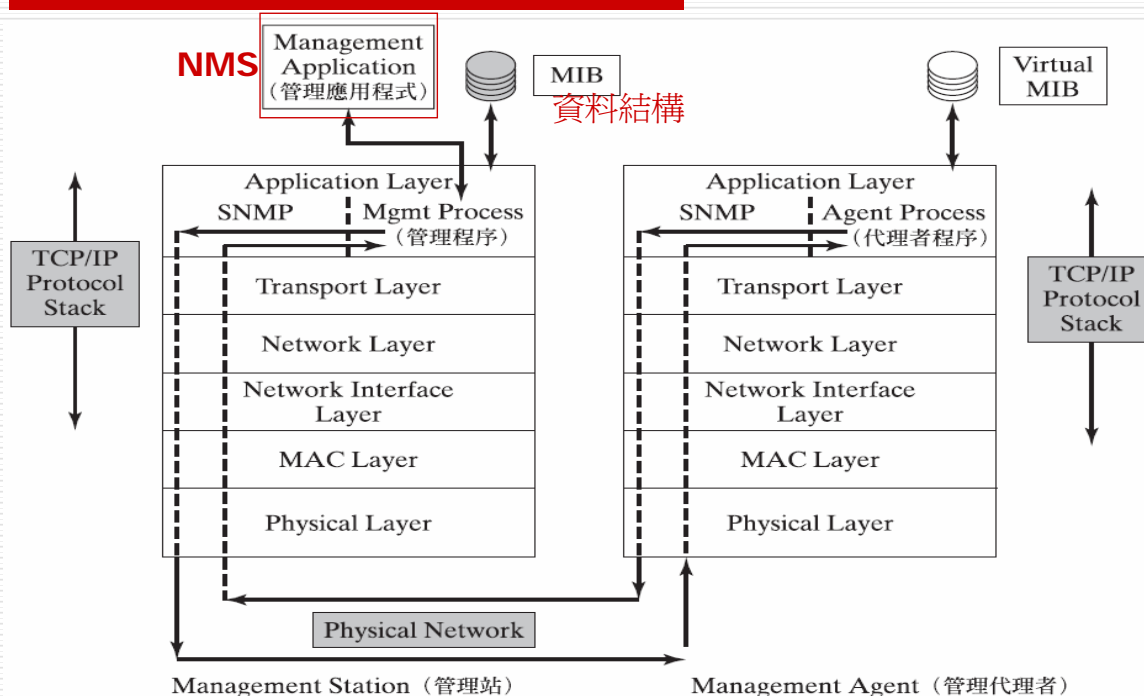 NMS
Management
Application
(管理應用程式)
MIB
資料結構
Virtual
MIB
TCP/IP
Protocol
Stack
Application Layer
SNMP
Mgmt Process
(管理程序)
Transport Layer
Network Layer
Network Interface
Layer
MAC Layer
Physical Layer
Application Layer
SNMP
Agent Process
(代理者程序)
Transport Layer
Network Layer
Network Interface
Layer
MAC Layer
Physical Layer
TCP/IP
Protocol
Stack
Physical Network
Management Station (管理站)
Management Agent (管理代理者)